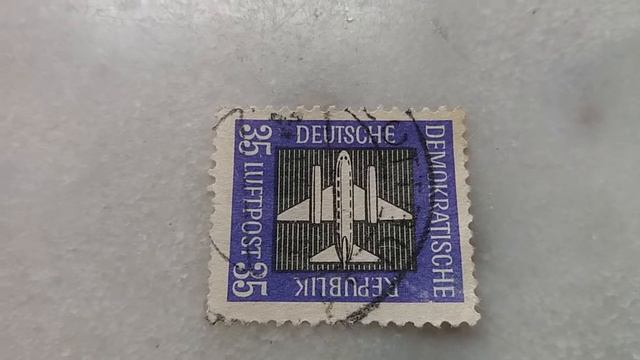 DEUTSCHE
DEMOKRATISCHE
REPUBLIK
35 LUFTPOST 35